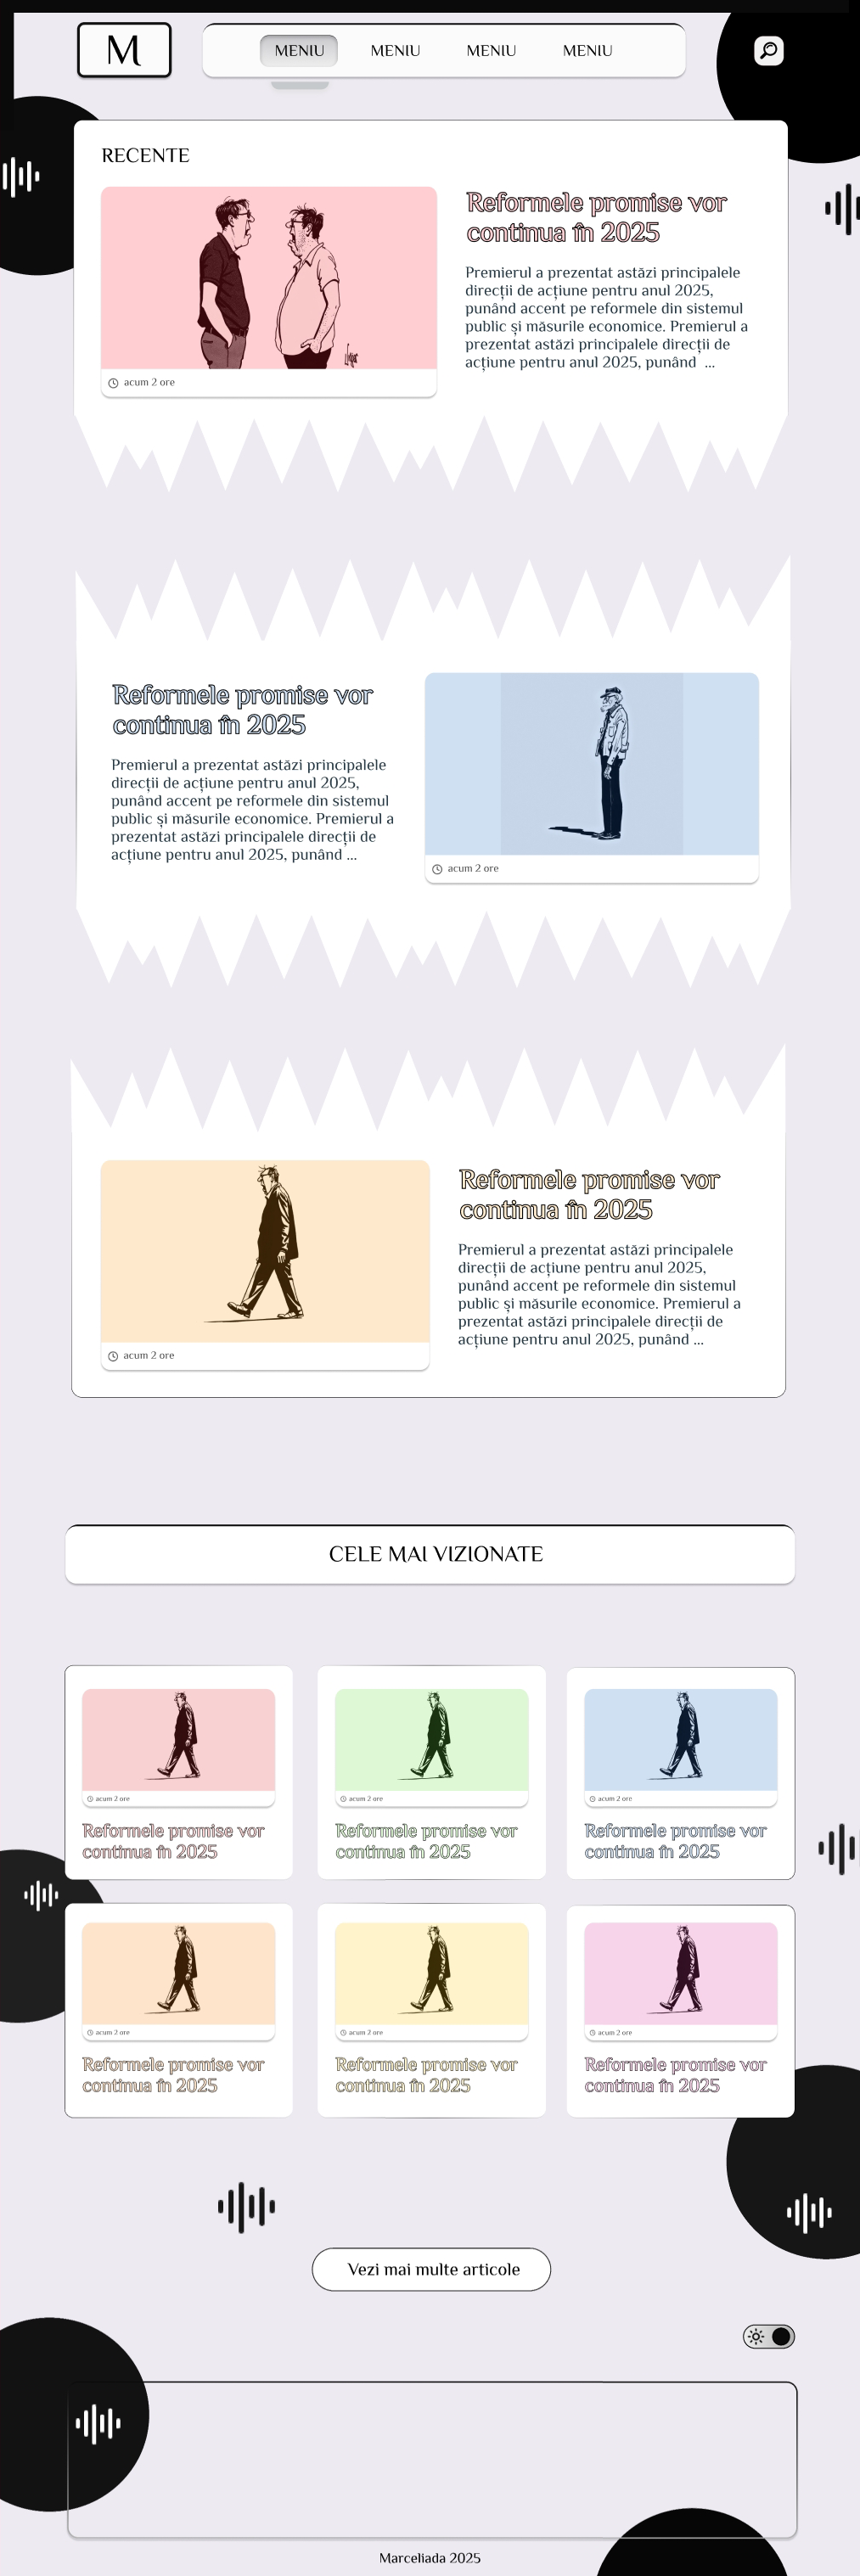 M
MENIU MENIU MENIU MENIU
RECENTE
Reformele promise vor
continua în 2025
Premierul a prezentat astăzi principalele
direcții de acțiune pentru anul 2025,
punând accent pe reformele din sistemul
public și măsurile economice. Premierul a
prezentat astăzi principalele direcții de
acțiune pentru anul 2025, punând ...
acum 2 ore
Reformele promise vor
continua în 2025
Premierul a prezentat astăzi principalele
direcții de acțiune pentru anul 2025,
punând accent pe reformele din sistemul
public și măsurile economice. Premierul a
prezentat astăzi principalele direcții de
acțiune pentru anul 2025, punând ...
acum 2 ore
Reformele promise vor
continua în 2025
Premierul a prezentat astăzi principalele
direcții de acțiune pentru anul 2025,
punând accent pe reformele din sistemul
public și măsurile economice. Premierul a
prezentat astăzi principalele direcții de
acțiune pentru anul 2025, punând ...
acum 2 ore
CELE MAI VIZIONATE
acum 2 ore
Reformele promise vor
continua în 2025
acum 2 ore
Reformele promise vor
continua în 2025
acum 2 ore
Reformele promise vor
continua în 2025
acum 2 ore
Reformele promise vor
continua în 2025
acum 2 ore
Reformele promise vor
continua în 2025
acum 2 ore
Reformele promise vor
continua în 2025
Vezi mai multe articole
Marceliada 2025